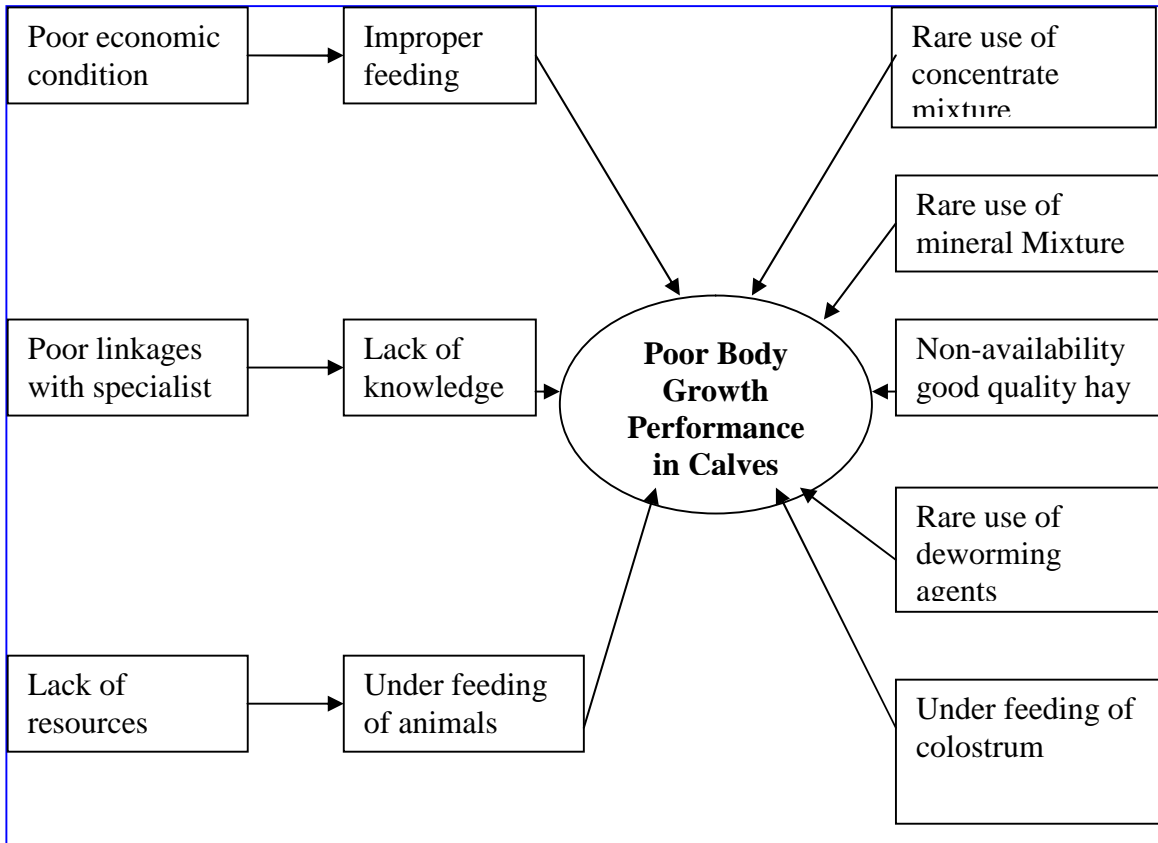 Poor economic
condition
Improper
feeding
Rare use of
concentrate
mixture
Rare use of
mineral Mixture
Poor linkages
with specialist
Lack of
knowledge
Poor Body
Growth
Performance
in Calves
Non-availability
good quality hay
Rare use of
deworming
agents
Lack of
resources
Under feeding
of animals
Under feeding of
colostrum